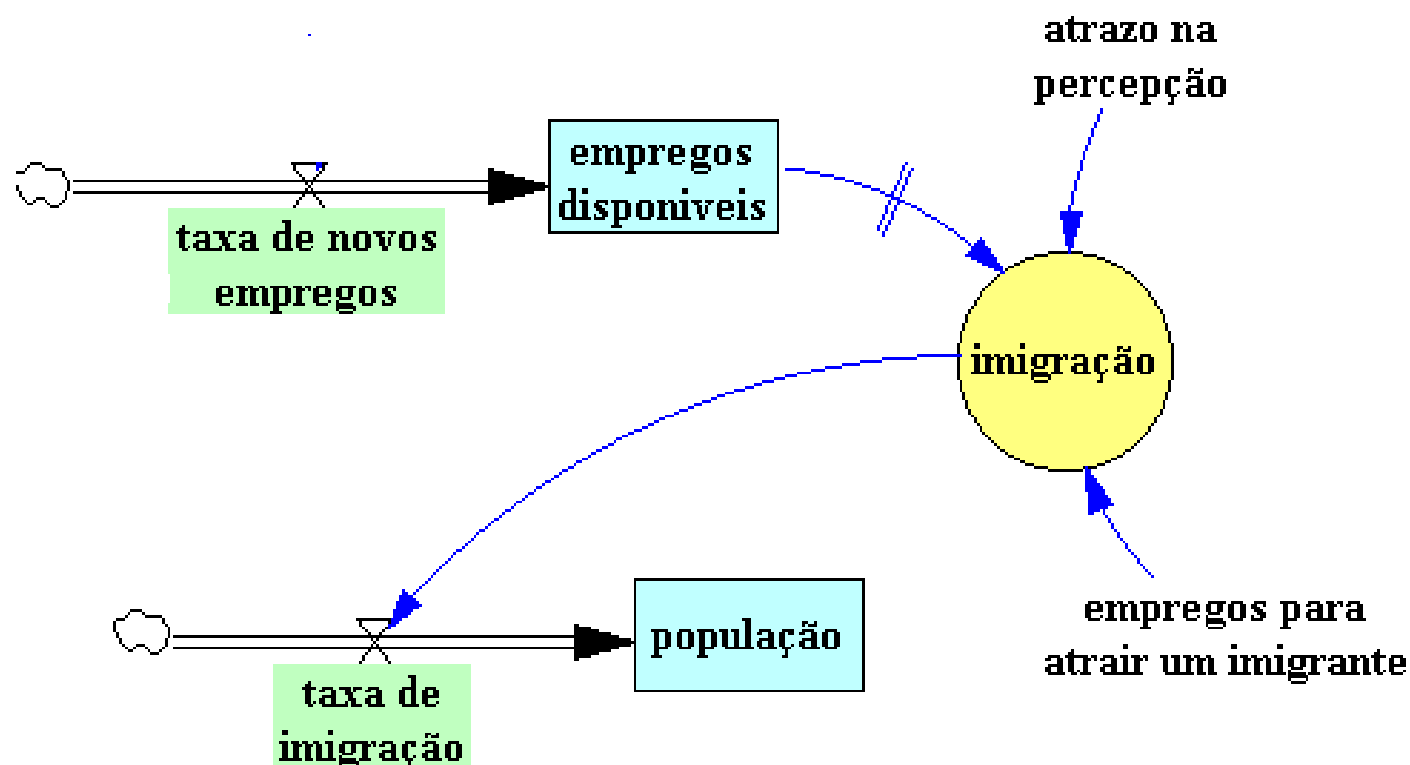 atrazo na
percepção
empregos
disponiveis
taxa de novos
empregos
imigração
empregos para
atrair um imigrante
população
taxa de
imigração